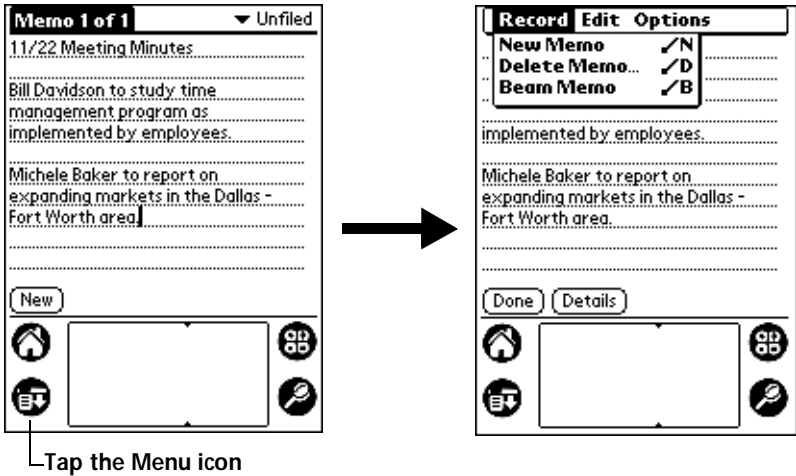 Memo 1 of 1
Unfiled
11/22 Meeting Minutes
Bill Davidson to study time
management program as
implemented by employees.
Michele Baker to report on
expanding markets in the Dallas -
Fort Worth area.
New
Tap the Menu icon
Record Edit Options
New Memo /N
Delete Memo... /D
Beam Memo /B
implemented by employees.
Michele Baker to report on
expanding markets in the Dallas -
Fort Worth area.
Done Details